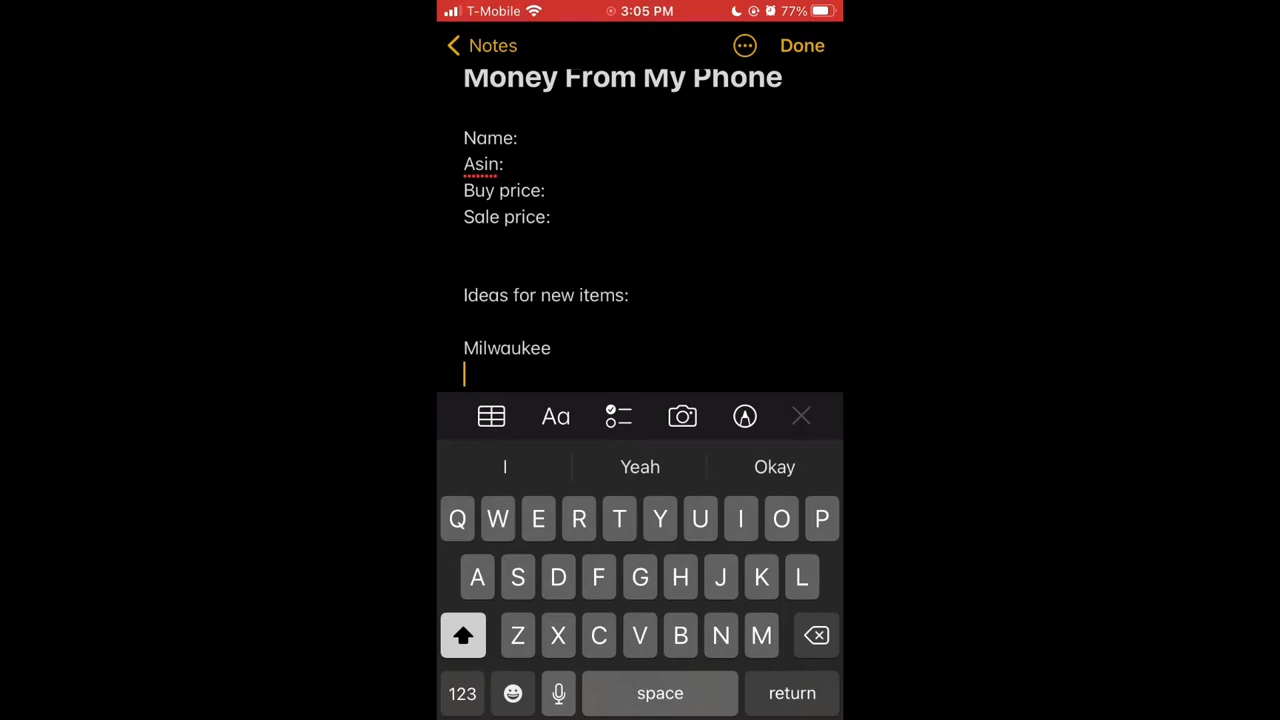 T-Mobile 3:05 PM 77%
Notes Done
Money From My Phone
Name:
Asin:
Buy price:
Sale price:
Ideas for new items:
Milwaukee
Aa
I Yeah Okay
Q W E R T Y U I O P
A S D F G H J K L
Z X C V B N M
123 space return